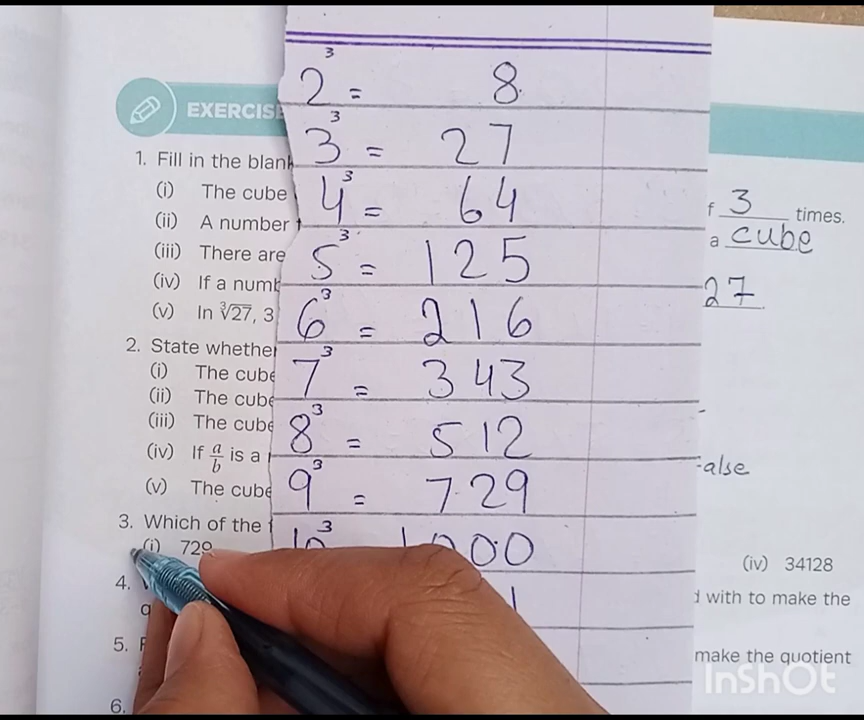 2³ = 8
EXERCIS
3³ = 27
1. Fill in the blank
4³ = 64
(i) The cube
f 3 times.
(ii) A number
a cube
5³ = 125
(iii) There are
(iv) If a numb
27
6³ = 216
(v) In ∛27, 3
2. State whether
7³ = 343
(i) The cube
(ii) The cube
8³ = 512
(iii) The cube
(iv) If a/b is a
alse
9³ = 729
(v) The cube
3. Which of the
10³ 1000
(i) 729
(iv) 34128
4.
with to make the
5.
make the quotient
6.
InShOt